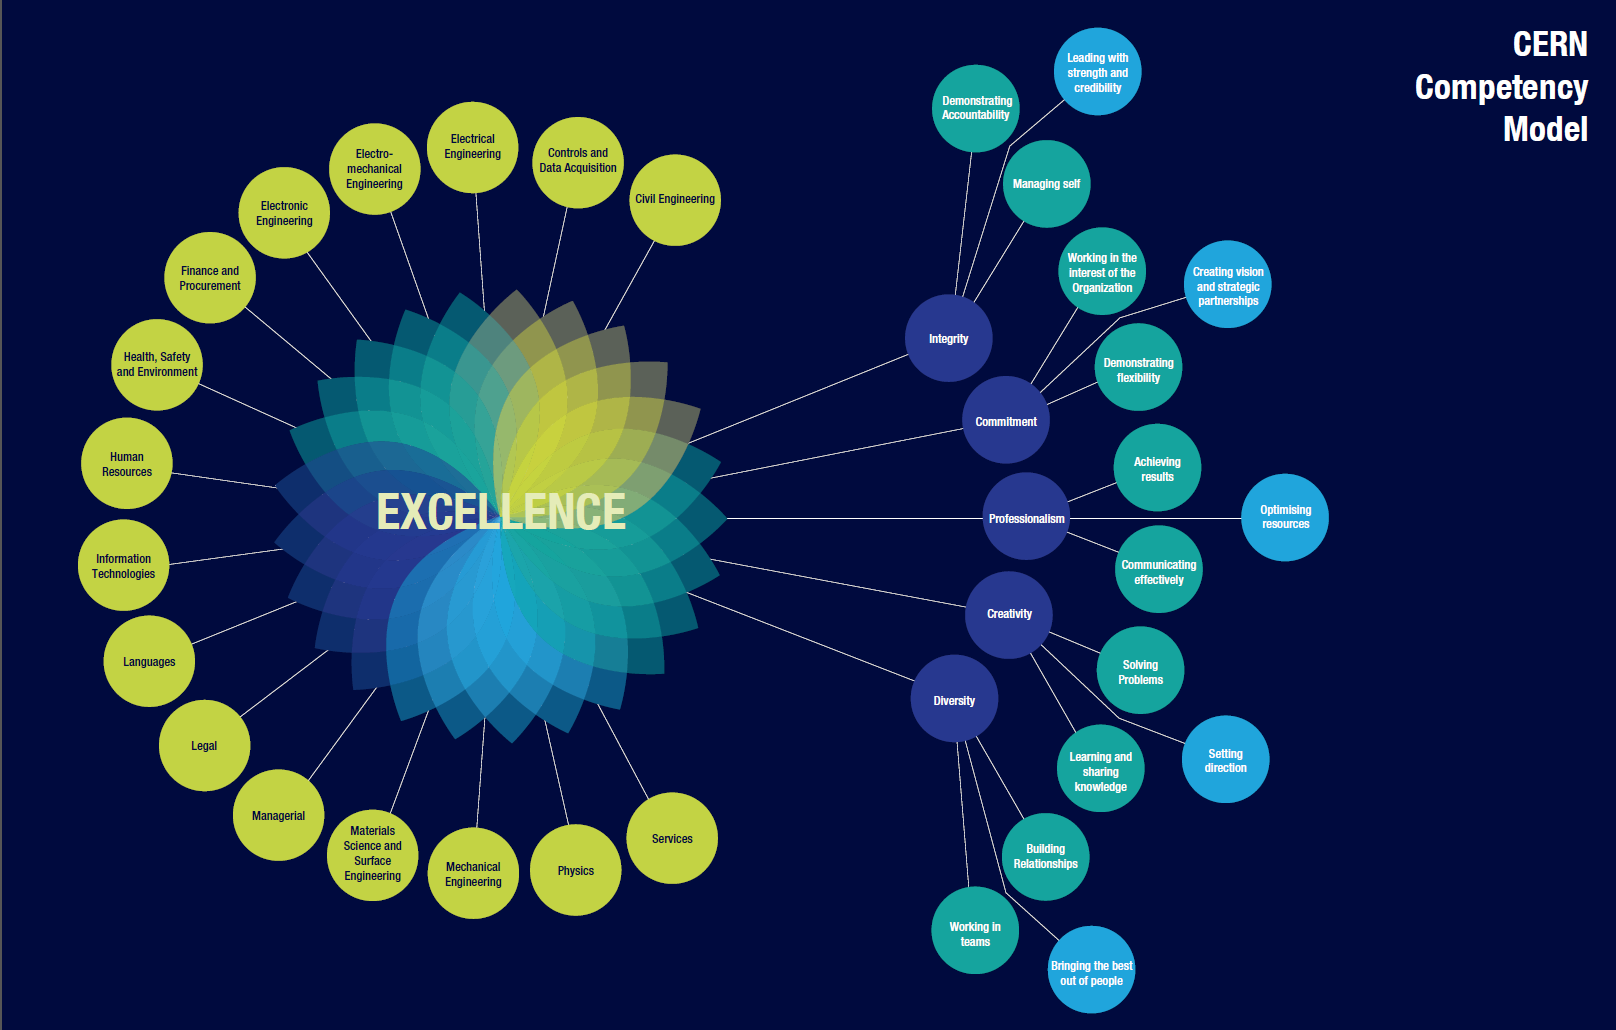 CERN
Competency
Model
EXCELLENCE
Civil Engineering
Controls and
Data Acquisition
Electrical
Engineering
Electro-
mechanical
Engineering
Electronic
Engineering
Finance and
Procurement
Health, Safety
and Environment
Human
Resources
Information
Technologies
Languages
Legal
Managerial
Materials
Science and
Surface
Engineering
Mechanical
Engineering
Physics
Services
Integrity
Demonstrating
Accountability
Leading with
strength and
credibility
Managing self
Commitment
Working in the
interest of the
Organization
Creating vision
and strategic
partnerships
Demonstrating
flexibility
Professionalism
Achieving
results
Optimising
resources
Communicating
effectively
Creativity
Solving
Problems
Setting
direction
Learning and
sharing
knowledge
Diversity
Building
Relationships
Working in
teams
Bringing the best
out of people